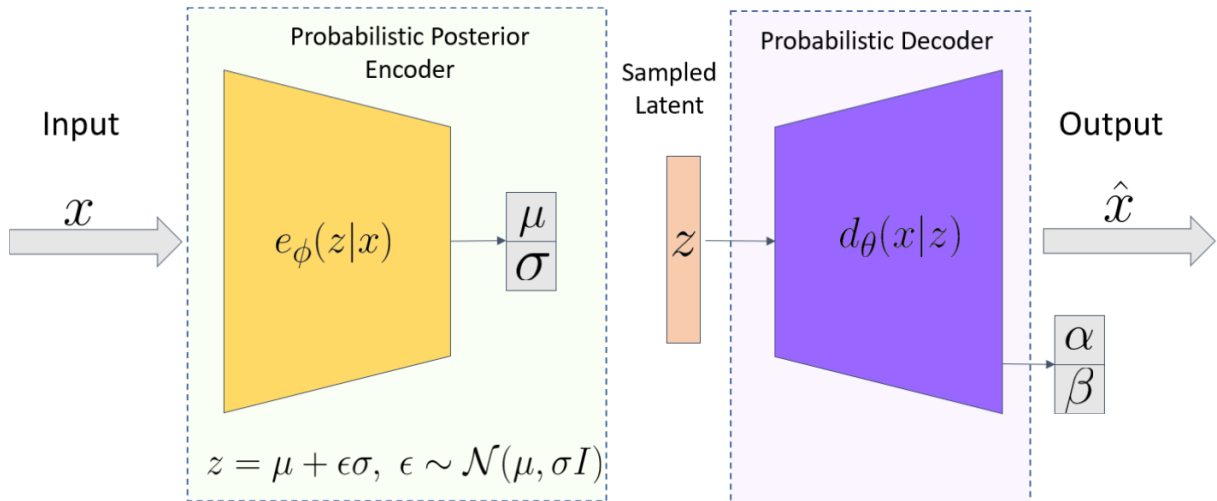 Input
x
Probabilistic Posterior
Encoder
e_ϕ(z|x)
μ
σ
z = μ + ϵσ, ϵ ∼ 𝒩(μ, σI)
Sampled
Latent
z
Probabilistic Decoder
d_θ(x|z)
Output
x̂
α
β